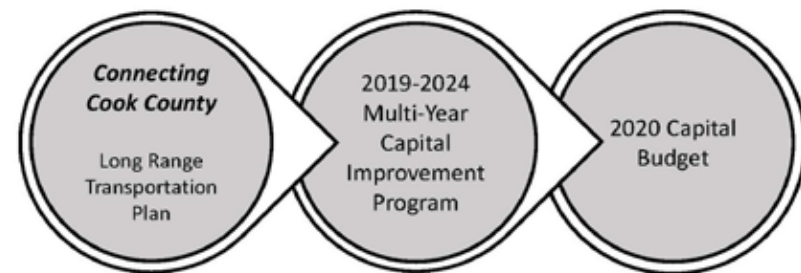 Connecting
Cook County
Long Range
Transportation
Plan
2019-2024
Multi-Year
Capital
Improvement
Program
2020 Capital
Budget